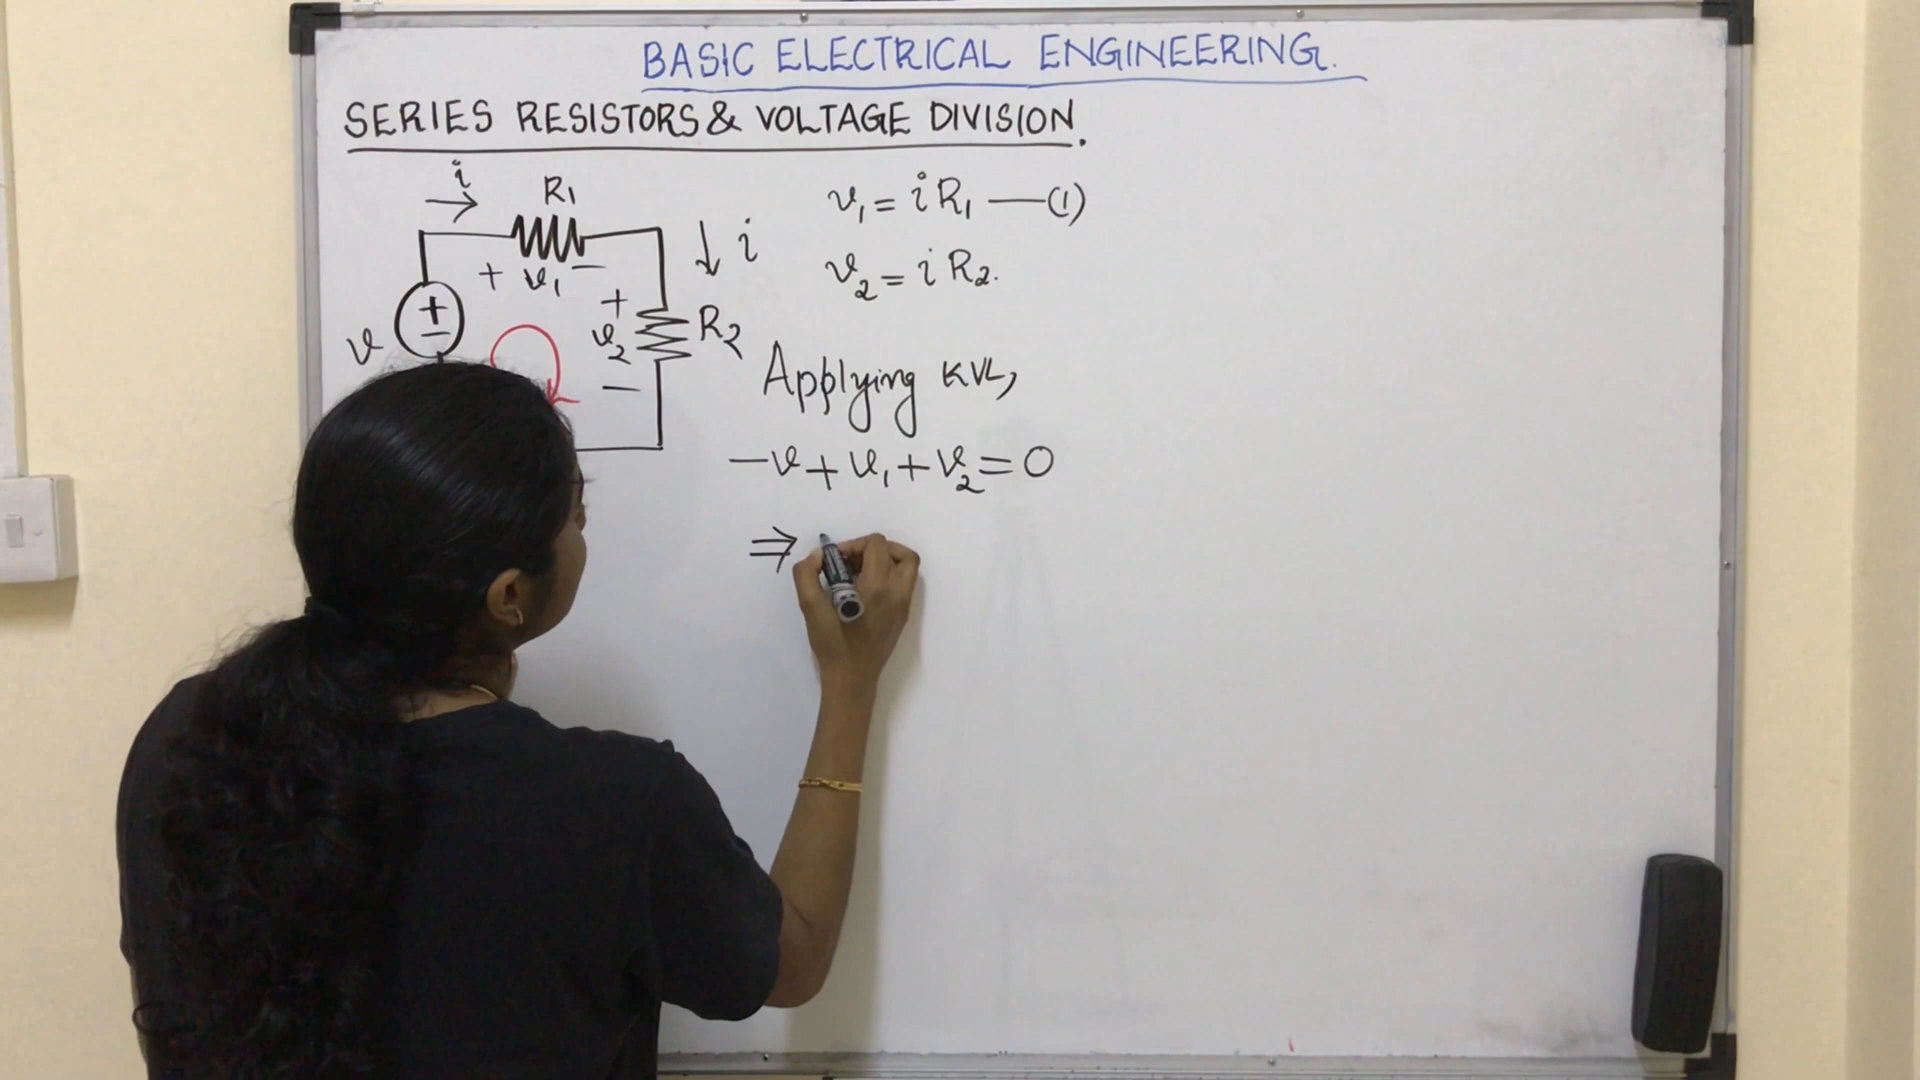 BASIC ELECTRICAL ENGINEERING.
SERIES RESISTORS & VOLTAGE DIVISION.
i
R1
+ v1 −
i
+
v2
−
R2
+
−
v
v1 = i R1 —(1)
v2 = i R2.
Applying KVL,
−v + v1 + v2 = 0
⇒